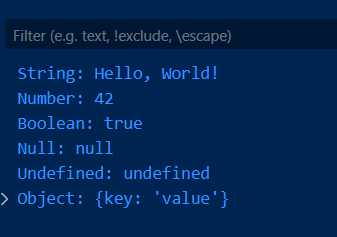 Filter (e.g. text, !exclude, \escape)
String: Hello, World!
Number: 42
Boolean: true
Null: null
Undefined: undefined
Object: {key: 'value'}